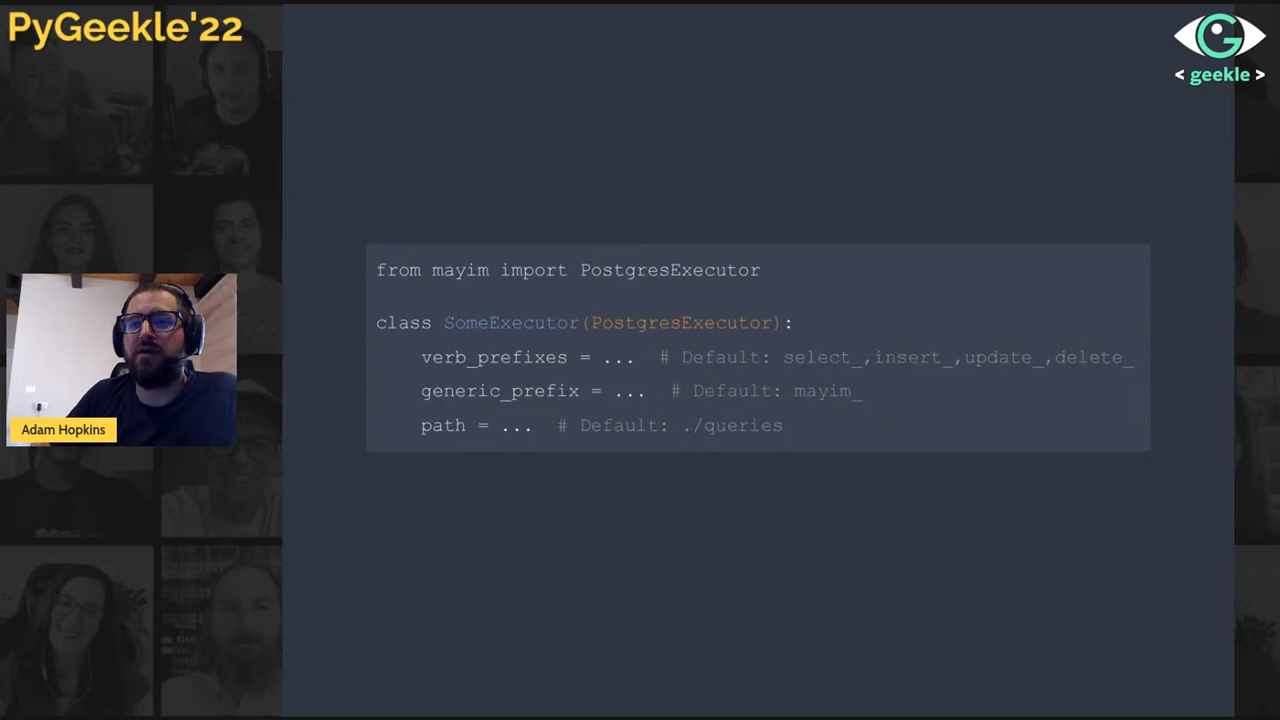 PyGeekle'22
< geekle >
from mayim import PostgresExecutor
class SomeExecutor(PostgresExecutor):
verb_prefixes = ... # Default: select_,insert_,update_,delete_
generic_prefix = ... # Default: mayim_
path = ... # Default: ./queries
Adam Hopkins